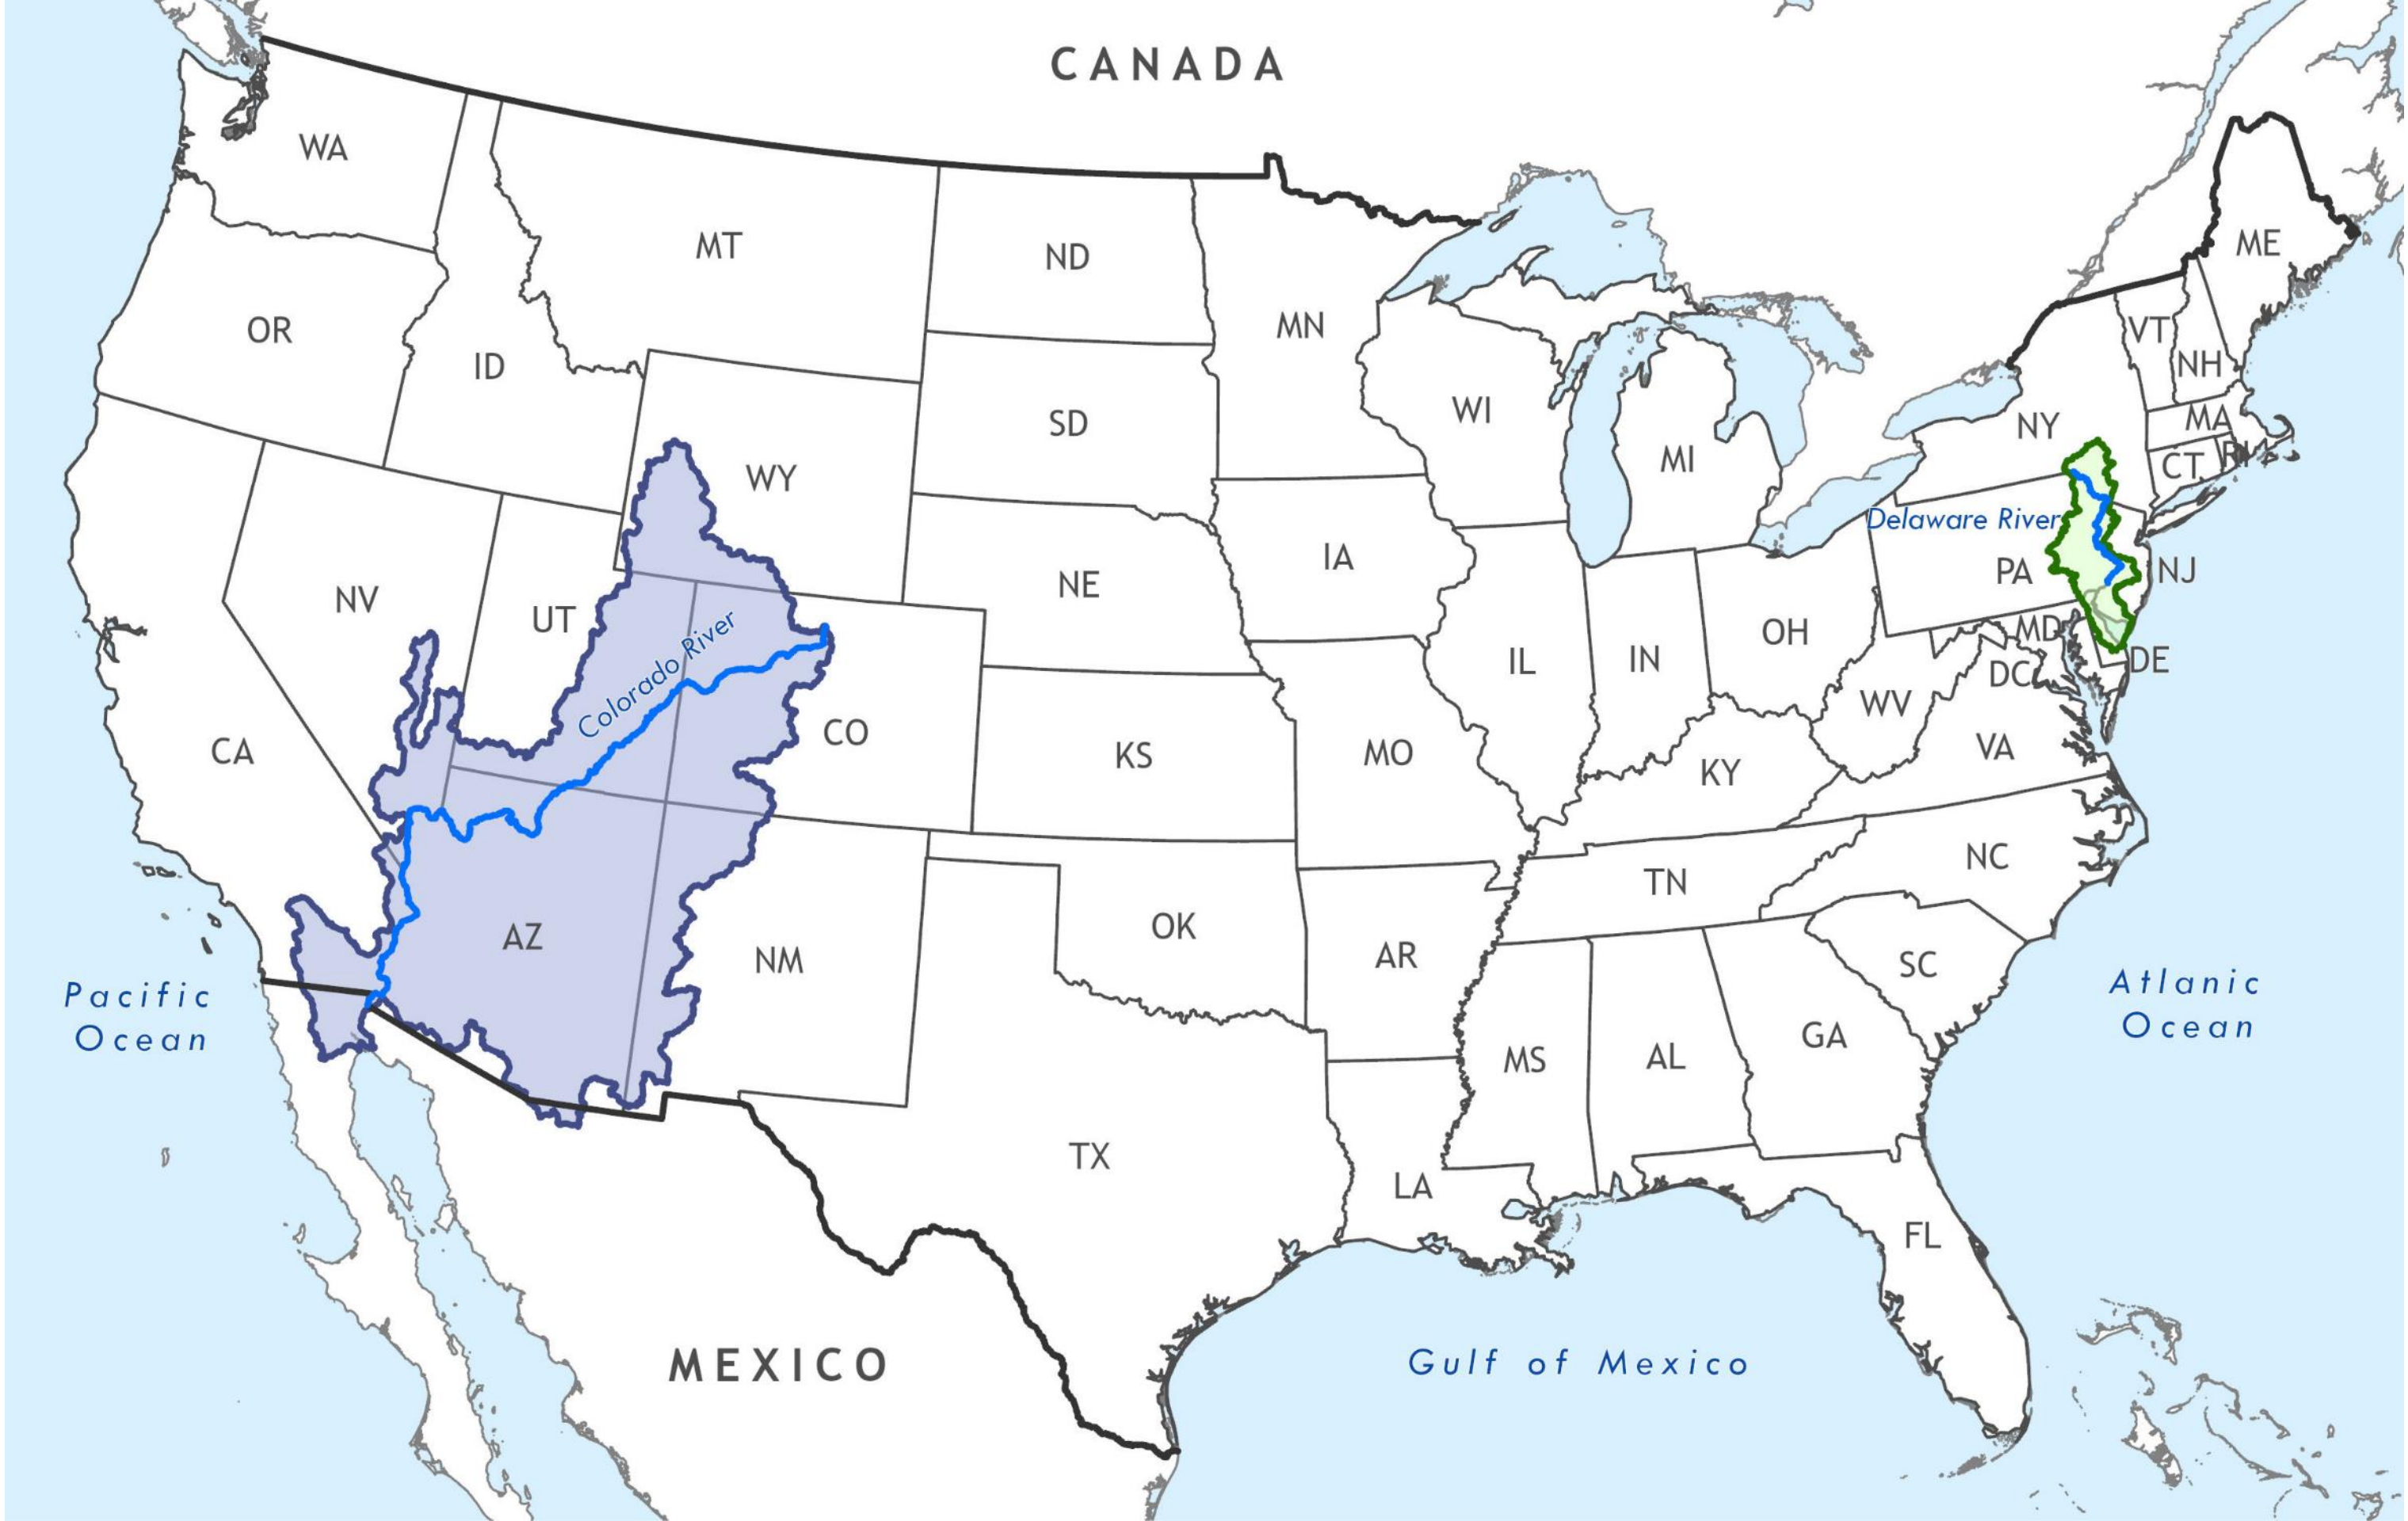 CANADA
WA
MT
ND
ME
OR
MN
VT
ID
NH
SD
WI
NY
MA
MI
CT
RI
WY
Delaware River
IA
PA
NJ
NE
NV
UT
OH
MD
Colorado River
IL
IN
DE
DC
WV
CO
CA
KS
MO
VA
KY
NC
TN
AZ
OK
NM
AR
SC
Pacific
Ocean
Atlanic
Ocean
GA
MS
AL
TX
LA
FL
MEXICO
Gulf of Mexico